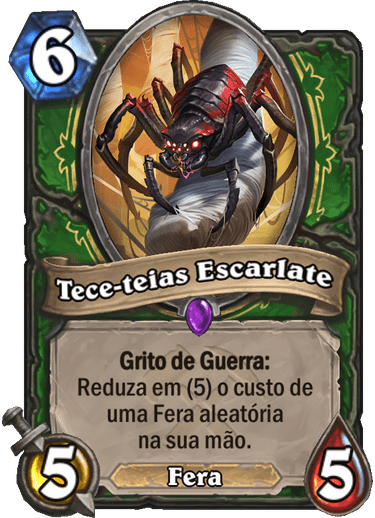 6
Tece-teias Escarlate
Grito de Guerra:
Reduza em (5) o custo de
uma Fera aleatória
na sua mão.
5
Fera
5